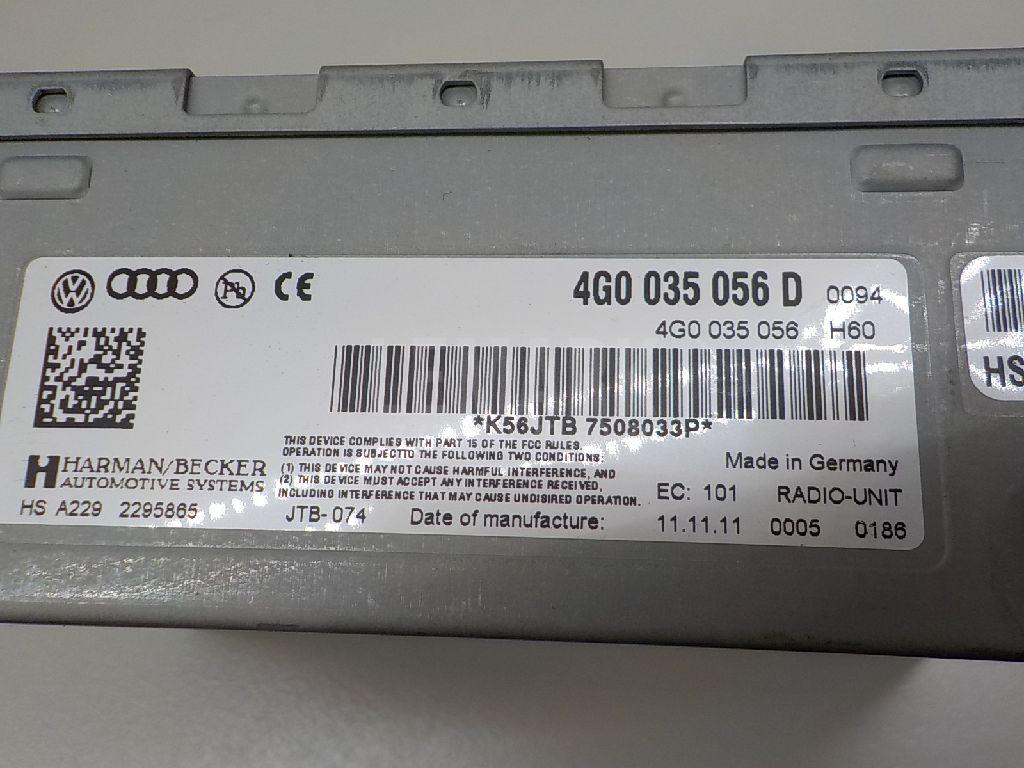 4G0 035 056 D 0094
4G0 035 056 H60
*K56JTB 7508033P*
THIS DEVICE COMPLIES WITH PART 15 OF THE FCC RULES
OPERATION IS SUBJECTTO THE FOLLOWING TWO CONDITIONS:
(1) THIS DEVICE MAY NOT CAUSE HARMFUL INTERFERENCE, AND
(2) THIS DEVICE MUST ACCEPT ANY INTERFERENCE RECEIVED,
INCLUDING INTERFERENCE THAT MAY CAUSE UNDISIRED OPERATION.
Made in Germany
HARMAN/BECKER
AUTOMOTIVE SYSTEMS
EC: 101 RADIO-UNIT
HS A229 2295865 JTB-074 Date of manufacture: 11.11.11 0005 0186
HS